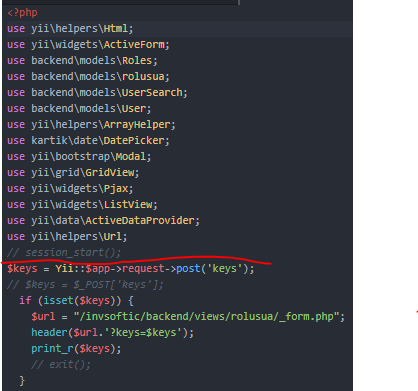 <?php
use yii\helpers\Html;
use yii\widgets\ActiveForm;
use backend\models\Roles;
use backend\models\rolusua;
use backend\models\UserSearch;
use backend\models\User;
use yii\helpers\ArrayHelper;
use kartik\date\DatePicker;
use yii\bootstrap\Modal;
use yii\grid\GridView;
use yii\widgets\Pjax;
use yii\widgets\ListView;
use yii\data\ActiveDataProvider;
use yii\helpers\Url;
// session_start();
$keys = Yii::$app->request->post('keys');
// $keys = $_POST['keys'];
if (isset($keys)) {
$url = "/invsoftic/backend/views/rolusua/_form.php";
header($url.'?keys=$keys');
print_r($keys);
// exit();
}